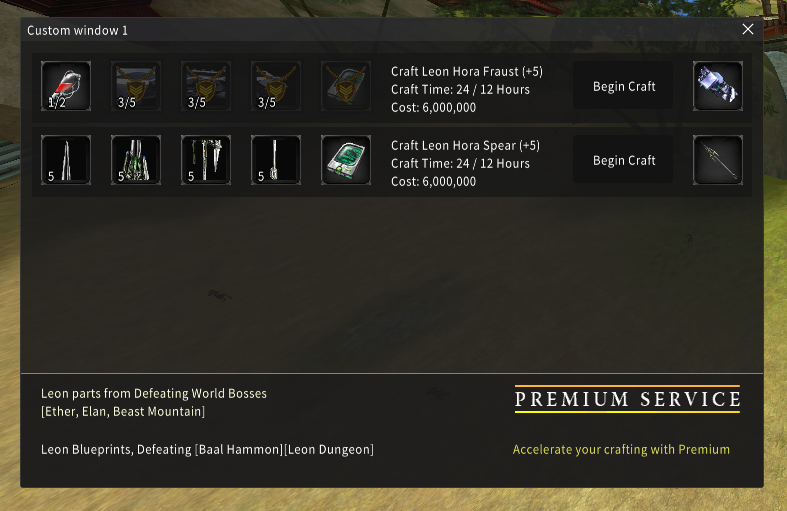 Custom window 1
1/2
3/5
3/5
3/5
Craft Leon Hora Fraust (+5)
Craft Time: 24 / 12 Hours
Cost: 6,000,000
Begin Craft
5
5
5
5
Craft Leon Hora Spear (+5)
Craft Time: 24 / 12 Hours
Cost: 6,000,000
Begin Craft
Leon parts from Defeating World Bosses
[Ether, Elan, Beast Mountain]
Leon Blueprints, Defeating [Baal Hammon][Leon Dungeon]
PREMIUM SERVICE
Accelerate your crafting with Premium